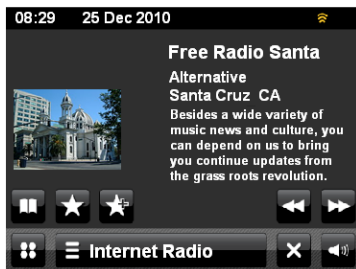 08:29 25 Dec 2010
Free Radio Santa
Alternative
Santa Cruz CA
Besides a wide variety of
music news and culture, you
can depend on us to bring
you continue updates from
the grass roots revolution.
Internet Radio